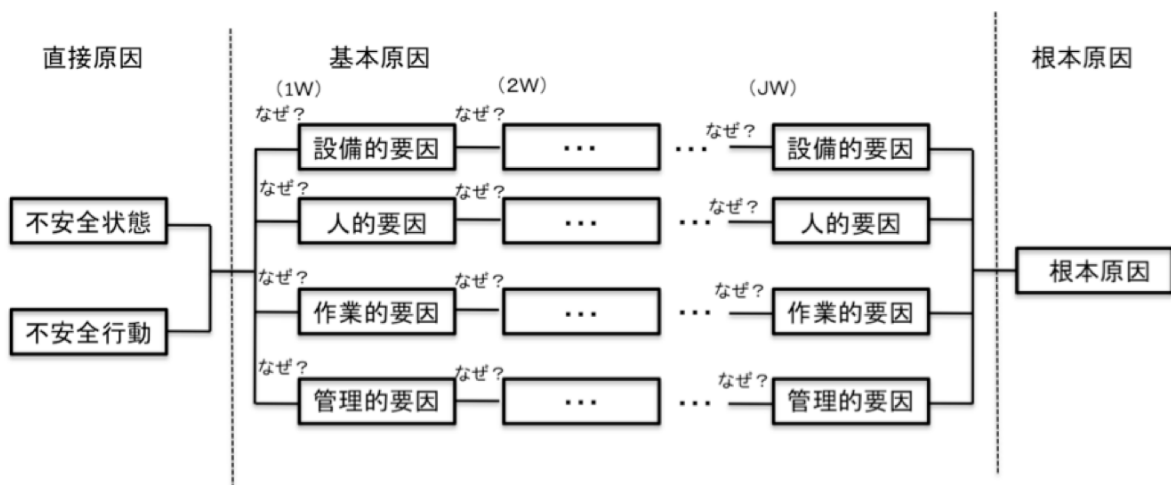 直接原因
基本原因
根本原因
(1W)
(2W)
(JW)
なぜ?
なぜ?
なぜ?
設備的要因
・・・
・・・
設備的要因
なぜ?
なぜ?
なぜ?
不安全状態
人的要因
・・・
・・・
人的要因
根本原因
なぜ?
なぜ?
なぜ?
不安全行動
作業的要因
・・・
・・・
作業的要因
なぜ?
なぜ?
なぜ?
管理的要因
・・・
・・・
管理的要因